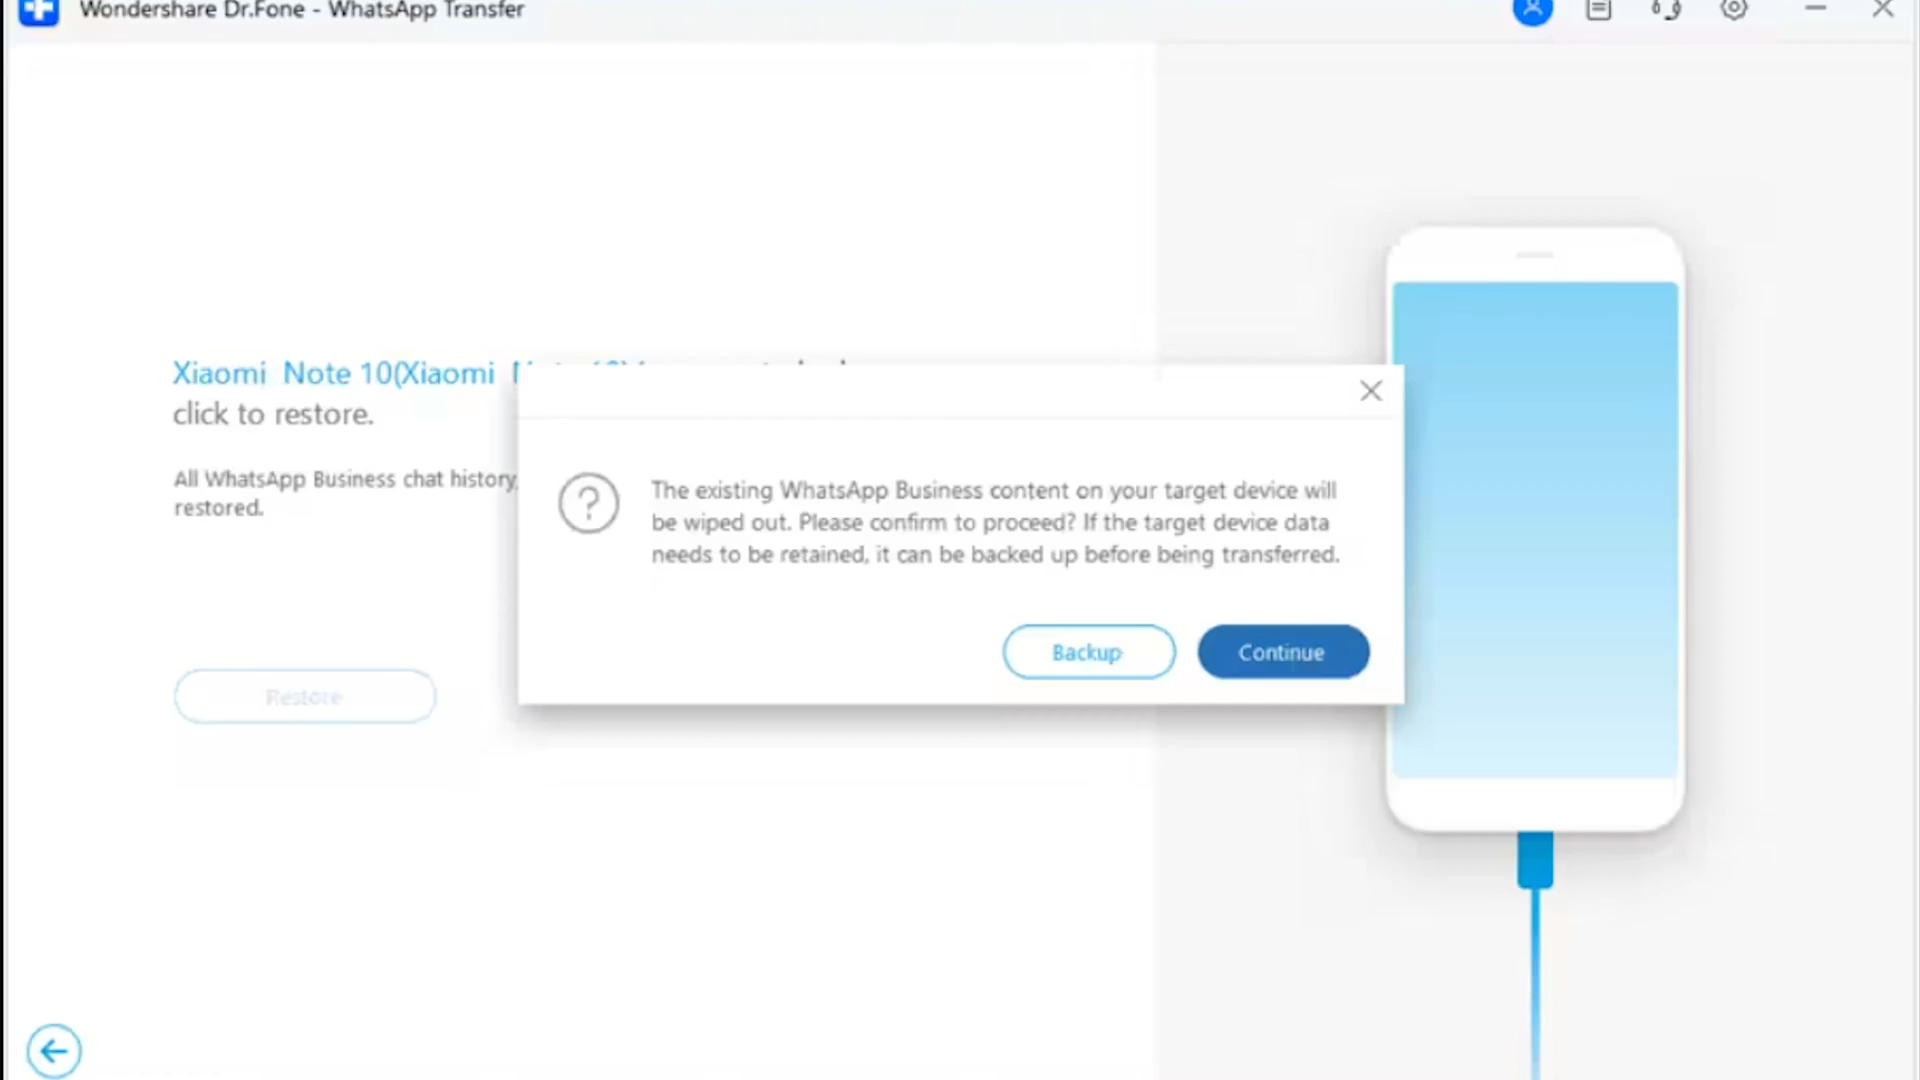 Wondershare Dr.Fone - WhatsApp Transfer
Xiaomi Note 10(Xiaomi
click to restore.
All WhatsApp Business chat history,
restored.
Restore
The existing WhatsApp Business content on your target device will
be wiped out. Please confirm to proceed? If the target device data
needs to be retained, it can be backed up before being transferred.
Backup
Continue